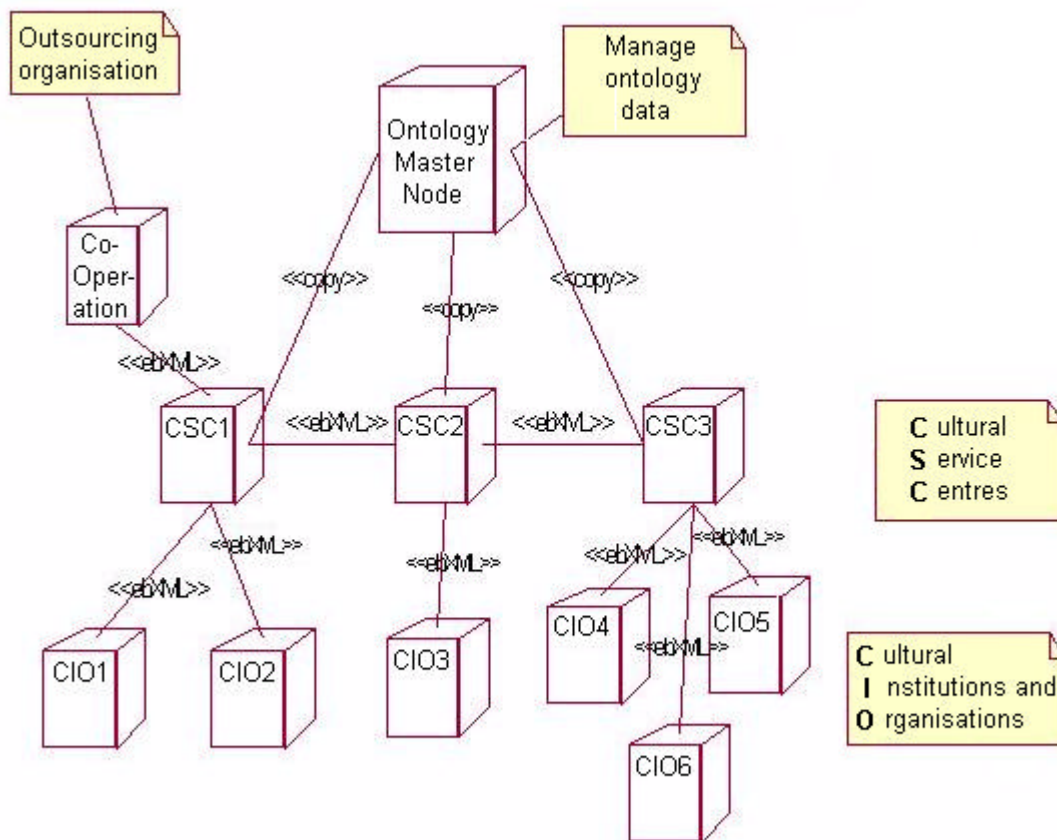 Outsourcing
organisation
Manage
ontology
data
Ontology
Master
Node
Co-
Oper-
ation
<<copy>>
<<copy>>
<<copy>>
<<ebXML>>
CSC1
<<ebXML>>
CSC2
<<ebXML>>
CSC3
C ultural
S ervice
C entres
<<ebXML>>
<<ebXML>>
<<ebXML>>
<<ebXML>>
<<ebXML>>
<<ebXML>>
CIO1
CIO2
CIO3
CIO4
CIO5
CIO6
C ultural
I nstitutions and
O rganisations